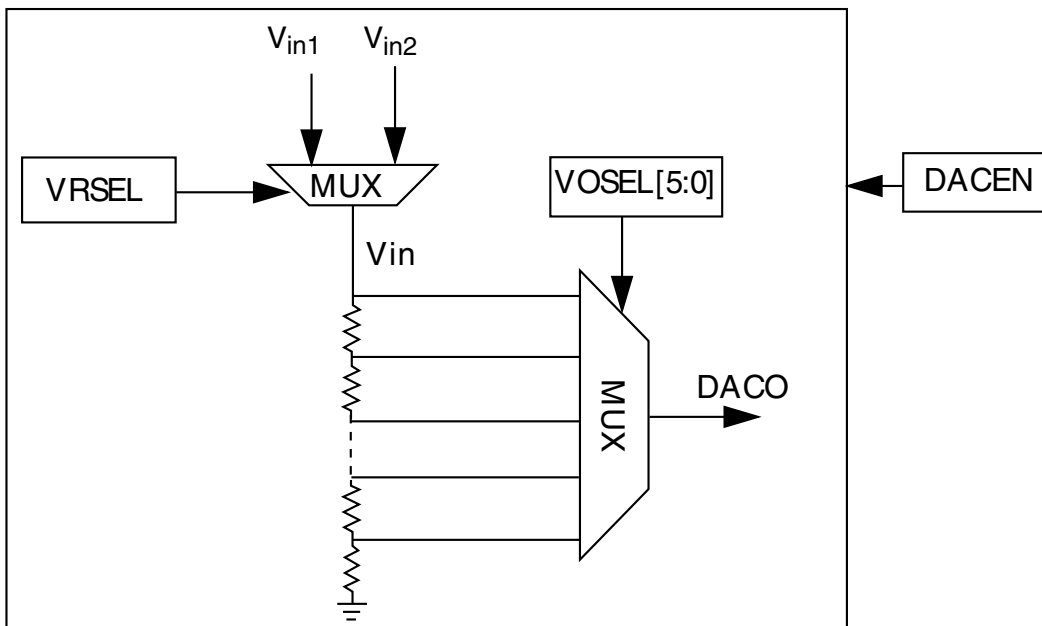 Vin1 Vin2
VRSEL
MUX
VOSEL[5:0]
DACEN
Vin
MUX
DACO